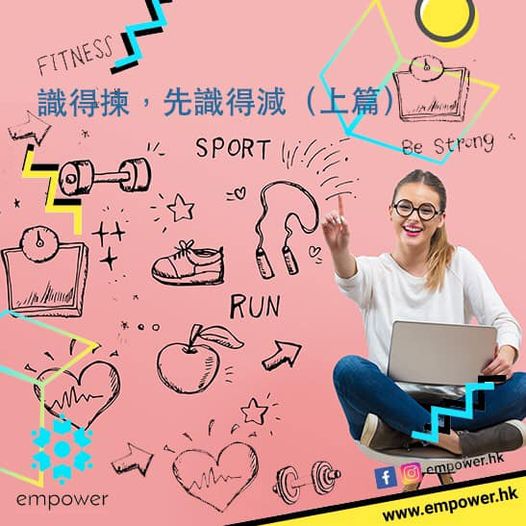 FITNESS
識得揀，先識得減（上篇）
Be Strong
SPORT
RUN
empower
empower.hk
www.empower.hk